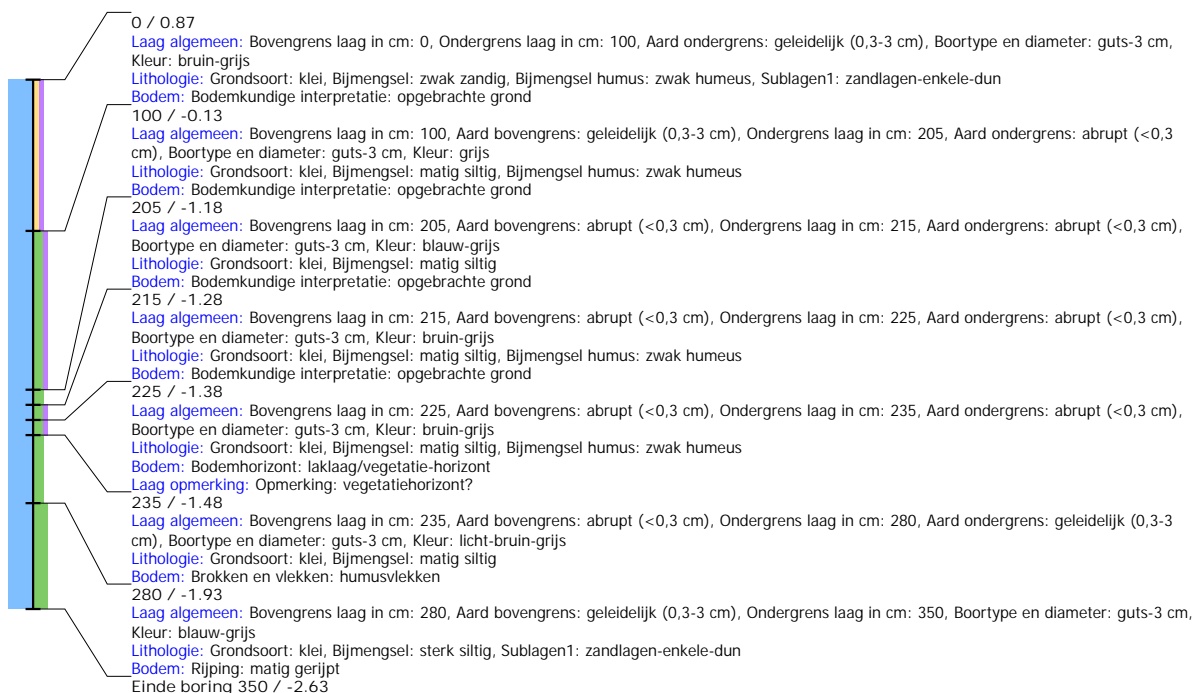 0 / 0.87
Laag algemeen: Bovengrens laag in cm: 0, Ondergrens laag in cm: 100, Aard ondergrens: geleidelijk (0,3-3 cm), Boortype en diameter: guts-3 cm,
Kleur: bruin-grijs
Lithologie: Grondsoort: klei, Bijmengsel: zwak zandig, Bijmengsel humus: zwak humeus, Sublagen1: zandlagen-enkele-dun
Bodem: Bodemkundige interpretatie: opgebrachte grond
100 / -0.13
Laag algemeen: Bovengrens laag in cm: 100, Aard bovengrens: geleidelijk (0,3-3 cm), Ondergrens laag in cm: 205, Aard ondergrens: abrupt (<0,3
cm), Boortype en diameter: guts-3 cm, Kleur: grijs
Lithologie: Grondsoort: klei, Bijmengsel: matig siltig, Bijmengsel humus: zwak humeus
Bodem: Bodemkundige interpretatie: opgebrachte grond
205 / -1.18
Laag algemeen: Bovengrens laag in cm: 205, Aard bovengrens: abrupt (<0,3 cm), Ondergrens laag in cm: 215, Aard ondergrens: abrupt (<0,3 cm),
Boortype en diameter: guts-3 cm, Kleur: blauw-grijs
Lithologie: Grondsoort: klei, Bijmengsel: matig siltig
Bodem: Bodemkundige interpretatie: opgebrachte grond
215 / -1.28
Laag algemeen: Bovengrens laag in cm: 215, Aard bovengrens: abrupt (<0,3 cm), Ondergrens laag in cm: 225, Aard ondergrens: abrupt (<0,3 cm),
Boortype en diameter: guts-3 cm, Kleur: bruin-grijs
Lithologie: Grondsoort: klei, Bijmengsel: matig siltig, Bijmengsel humus: zwak humeus
Bodem: Bodemkundige interpretatie: opgebrachte grond
225 / -1.38
Laag algemeen: Bovengrens laag in cm: 225, Aard bovengrens: abrupt (<0,3 cm), Ondergrens laag in cm: 235, Aard ondergrens: abrupt (<0,3 cm),
Boortype en diameter: guts-3 cm, Kleur: bruin-grijs
Lithologie: Grondsoort: klei, Bijmengsel: matig siltig, Bijmengsel humus: zwak humeus
Bodem: Bodemhorizont: laklaag/vegetatie-horizont
Laag opmerking: Opmerking: vegetatiehorizont?
235 / -1.48
Laag algemeen: Bovengrens laag in cm: 235, Aard bovengrens: abrupt (<0,3 cm), Ondergrens laag in cm: 280, Aard ondergrens: geleidelijk (0,3-3
cm), Boortype en diameter: guts-3 cm, Kleur: licht-bruin-grijs
Lithologie: Grondsoort: klei, Bijmengsel: matig siltig
Bodem: Brokken en vlekken: humusvlekken
280 / -1.93
Laag algemeen: Bovengrens laag in cm: 280, Aard bovengrens: geleidelijk (0,3-3 cm), Ondergrens laag in cm: 350, Boortype en diameter: guts-3 cm,
Kleur: blauw-grijs
Lithologie: Grondsoort: klei, Bijmengsel: sterk siltig, Sublagen1: zandlagen-enkele-dun
Bodem: Rijping: matig gerijpt
Einde boring 350 / -2.63